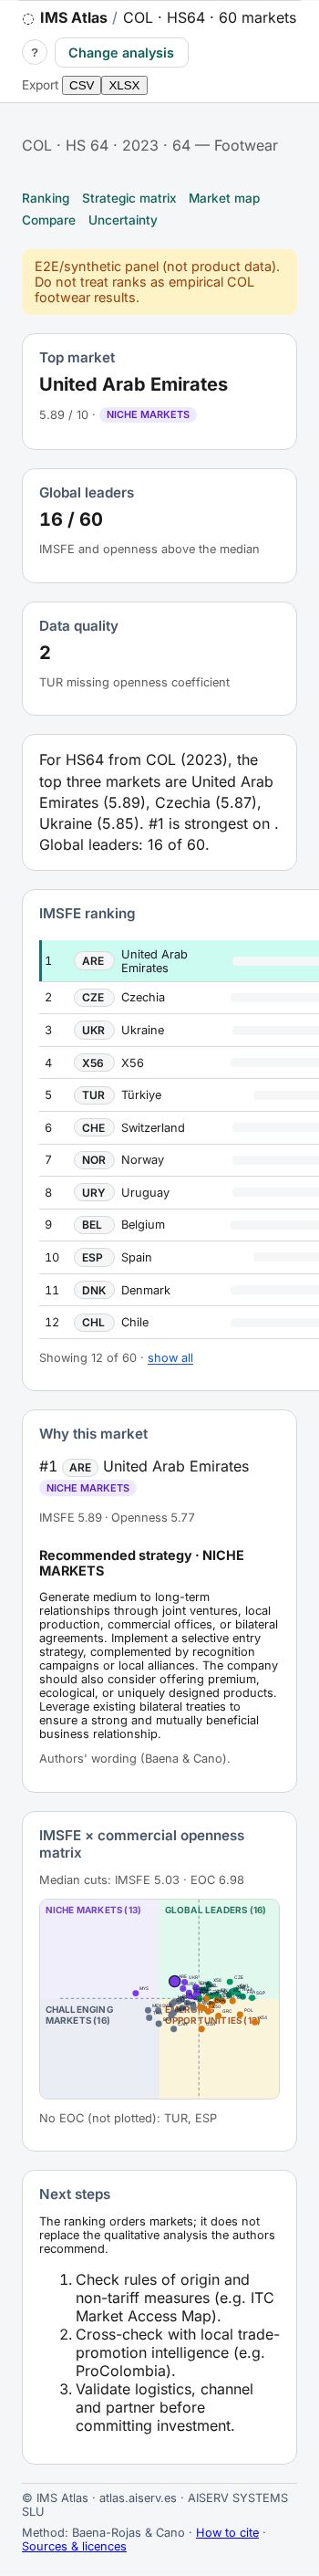 IMS Atlas / COL · HS64 · 60 markets
? Change analysis
Export CSV XLSX
COL · HS 64 · 2023 · 64 — Footwear
Ranking Strategic matrix Market map
Compare Uncertainty
E2E/synthetic panel (not product data).
Do not treat ranks as empirical COL
footwear results.
Top market
United Arab Emirates
5.89 / 10 · NICHE MARKETS
Global leaders
16 / 60
IMSFE and openness above the median
Data quality
2
TUR missing openness coefficient
For HS64 from COL (2023), the
top three markets are United Arab
Emirates (5.89), Czechia (5.87),
Ukraine (5.85). #1 is strongest on .
Global leaders: 16 of 60.
IMSFE ranking
1 ARE United Arab
Emirates
2 CZE Czechia
3 UKR Ukraine
4 X56 X56
5 TUR Türkiye
6 CHE Switzerland
7 NOR Norway
8 URY Uruguay
9 BEL Belgium
10 ESP Spain
11 DNK Denmark
12 CHL Chile
Showing 12 of 60 · show all
Why this market
#1 ARE United Arab Emirates
NICHE MARKETS
IMSFE 5.89 · Openness 5.77
Recommended strategy · NICHE
MARKETS
Generate medium to long-term
relationships through joint ventures, local
production, commercial offices, or bilateral
agreements. Implement a selective entry
strategy, complemented by recognition
campaigns or local alliances. The company
should also consider offering premium,
ecological, or uniquely designed products.
Leverage existing bilateral treaties to
ensure a strong and mutually beneficial
business relationship.
Authors' wording (Baena & Cano).
IMSFE × commercial openness
matrix
Median cuts: IMSFE 5.03 · EOC 6.98
NICHE MARKETS (13) GLOBAL LEADERS (16)
CHALLENGING
MARKETS (16)
EMERGING
OPPORTUNITIES
MYS
CZE
GRC
POL
No EOC (not plotted): TUR, ESP
Next steps
The ranking orders markets; it does not
replace the qualitative analysis the authors
recommend.
1. Check rules of origin and
non-tariff measures (e.g. ITC
Market Access Map).
2. Cross-check with local trade-
promotion intelligence (e.g.
ProColombia).
3. Validate logistics, channel
and partner before
committing investment.
© IMS Atlas · atlas.aiserv.es · AISERV SYSTEMS
SLU
Method: Baena-Rojas & Cano · How to cite ·
Sources & licences